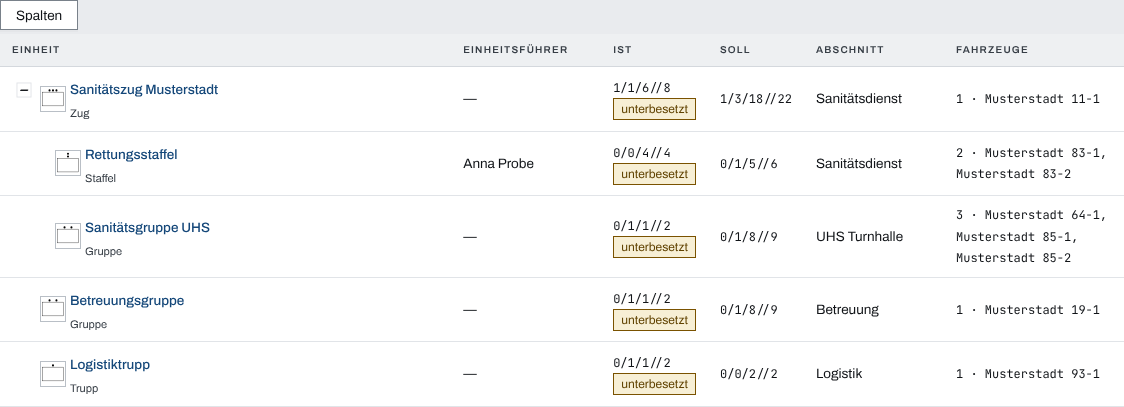 Spalten
EINHEIT EINHEITSFÜHRER IST SOLL ABSCHNITT FAHRZEUGE
Sanitätszug Musterstadt
Zug
—
1/1/6//8
unterbesetzt
1/3/18//22
Sanitätsdienst
1 · Musterstadt 11-1
Rettungsstaffel
Staffel
Anna Probe
0/0/4//4
unterbesetzt
0/1/5//6
Sanitätsdienst
2 · Musterstadt 83-1,
Musterstadt 83-2
Sanitätsgruppe UHS
Gruppe
—
0/1/1//2
unterbesetzt
0/1/8//9
UHS Turnhalle
3 · Musterstadt 64-1,
Musterstadt 85-1,
Musterstadt 85-2
Betreuungsgruppe
Gruppe
—
0/1/1//2
unterbesetzt
0/1/8//9
Betreuung
1 · Musterstadt 19-1
Logistiktrupp
Trupp
—
0/1/1//2
unterbesetzt
0/0/2//2
Logistik
1 · Musterstadt 93-1